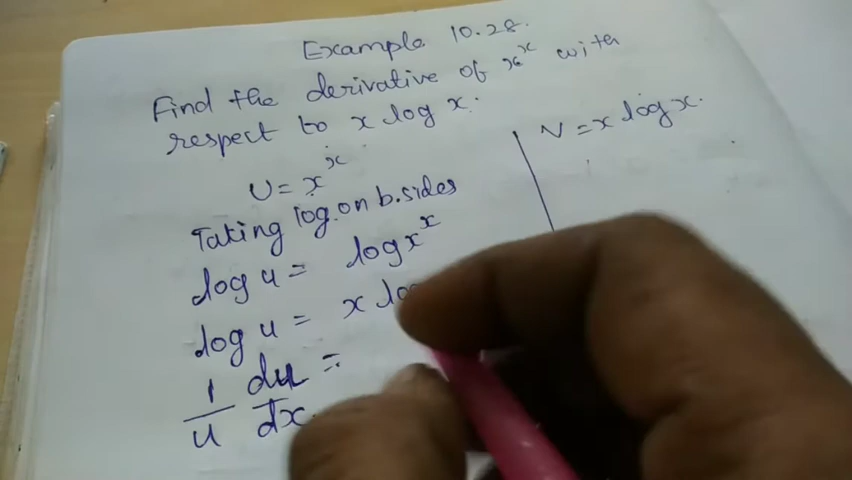 Example 10.28.
Find the derivative of x^x with
respect to x log x.
U = x^x
Taking log on b.sides
log u = log x^x
log u = x log
1/u du/dx =
V = x log x.